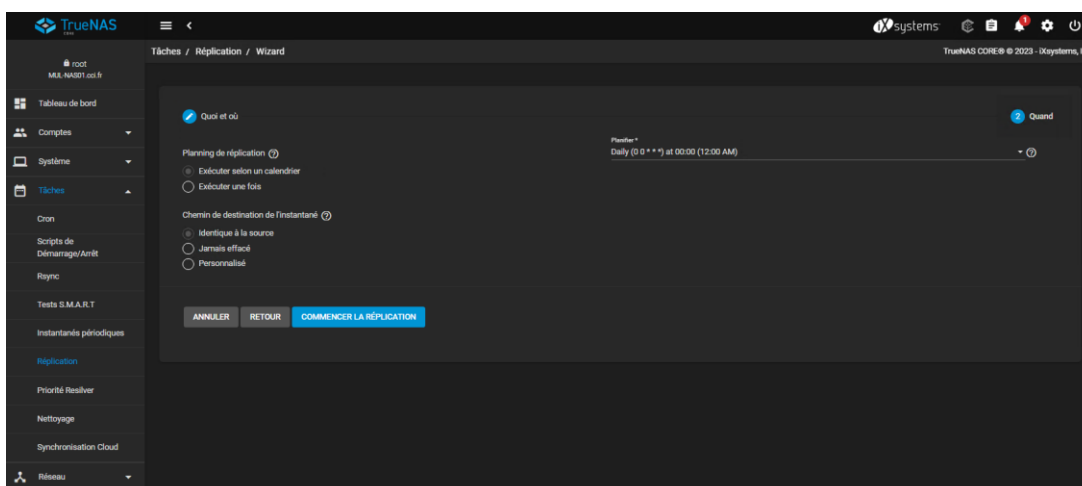 TrueNAS
CORE
iXsystems
root
MUL-NAS01.oci.fr
Tâches / Réplication / Wizard
TrueNAS CORE® © 2023 - iXsystems,
Tableau de bord
Comptes
Système
Tâches
Cron
Scripts de
Démarrage/Arrêt
Rsync
Tests S.M.A.R.T
Instantanés périodiques
Réplication
Priorité Resilver
Nettoyage
Synchronisation Cloud
Réseau
Quoi et où
2 Quand
Planning de réplication
Exécuter selon un calendrier
Exécuter une fois
Planifier *
Daily (0 0 * * *) at 00:00 (12:00 AM)
Chemin de destination de l'instantané
Identique à la source
Jamais effacé
Personnalisé
ANNULER
RETOUR
COMMENCER LA RÉPLICATION
1